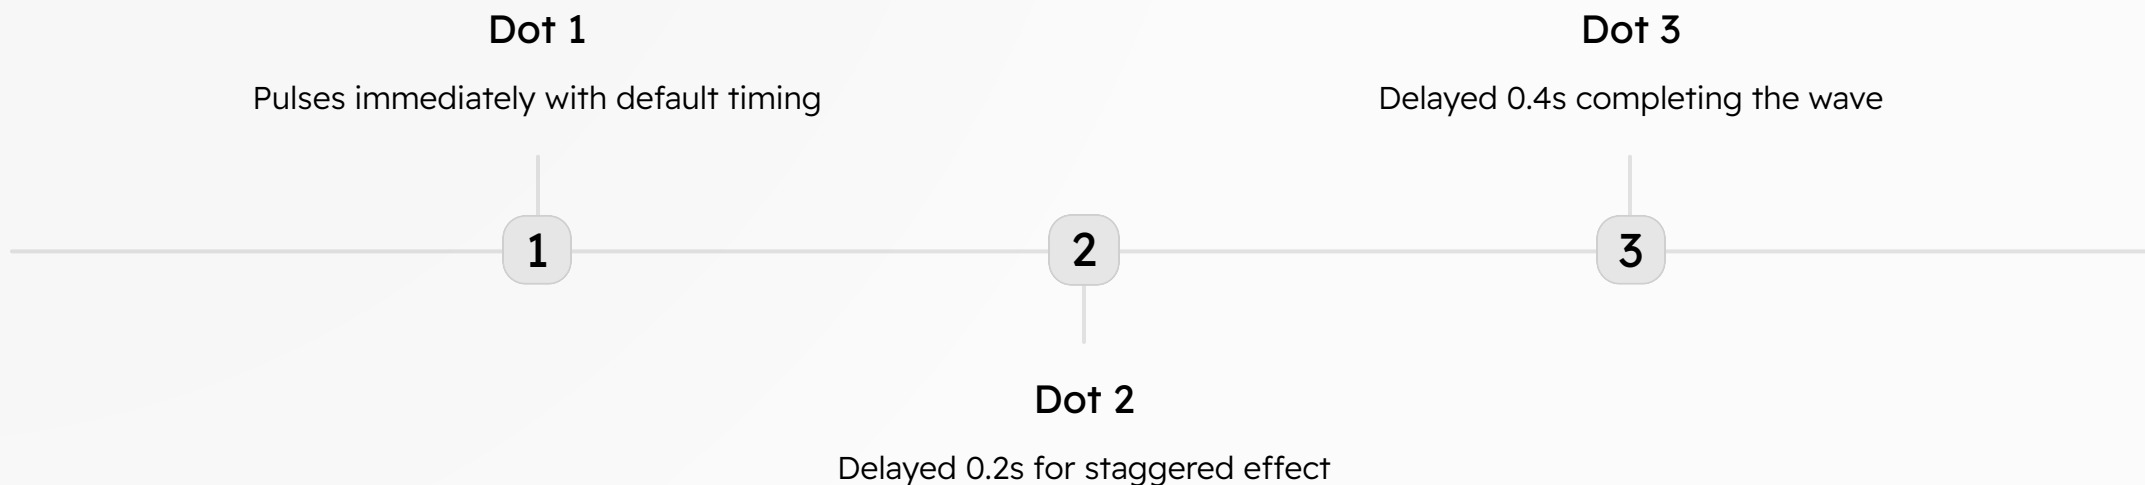 Dot 1
Pulses immediately with default timing
Dot 3
Delayed 0.4s completing the wave
1
2
3
Dot 2
Delayed 0.2s for staggered effect